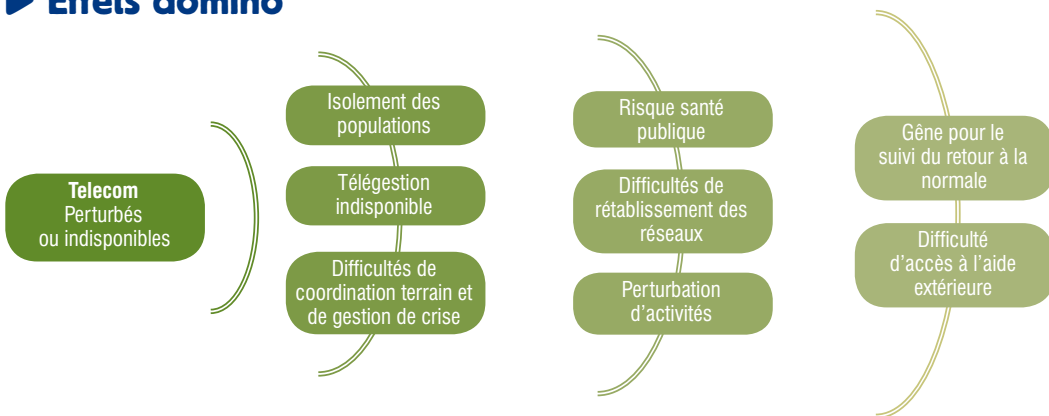 Effets domino
Telecom
Perturbés
ou indisponibles
Isolement des
populations
Télégestion
indisponible
Difficultés de
coordination terrain et
de gestion de crise
Risque santé
publique
Difficultés de
rétablissement des
réseaux
Perturbation
d'activités
Gêne pour le
suivi du retour à la
normale
Difficulté
d'accès à l'aide
extérieure